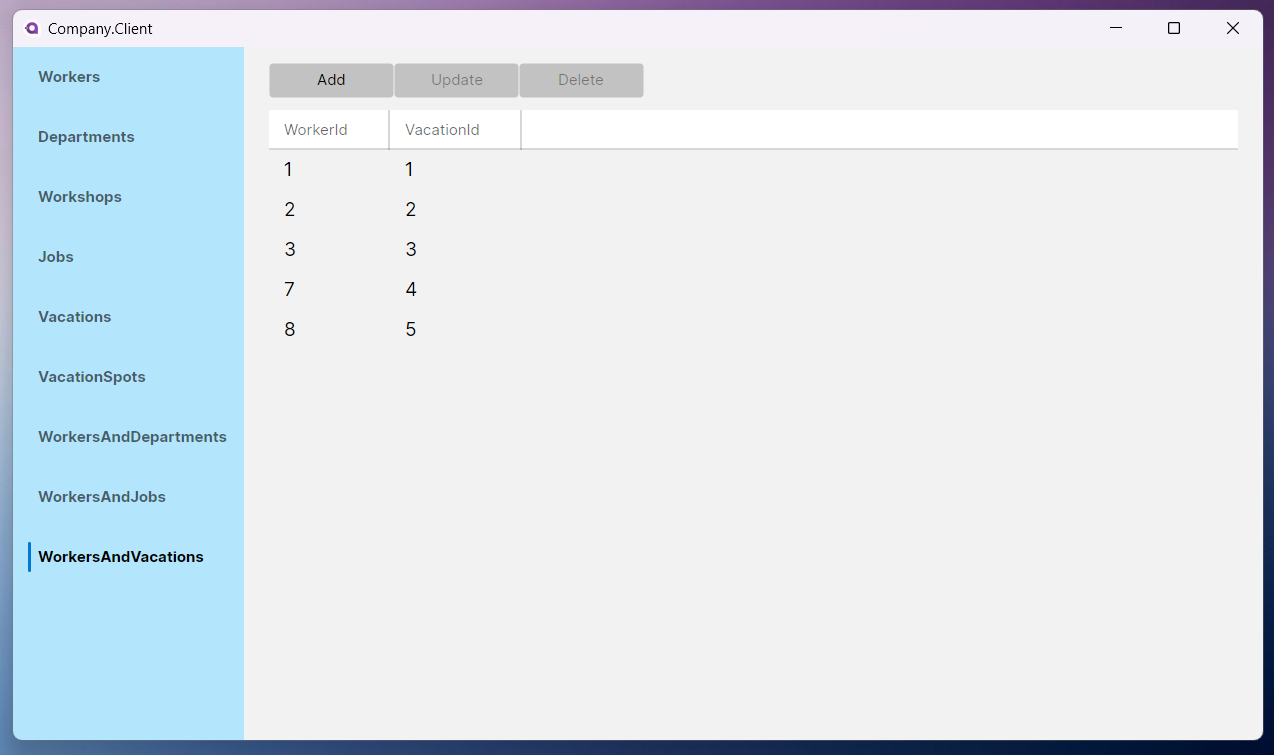 Company.Client
Workers
Departments
Workshops
Jobs
Vacations
VacationSpots
WorkersAndDepartments
WorkersAndJobs
WorkersAndVacations
Add Update Delete
WorkerId VacationId
1 1
2 2
3 3
7 4
8 5